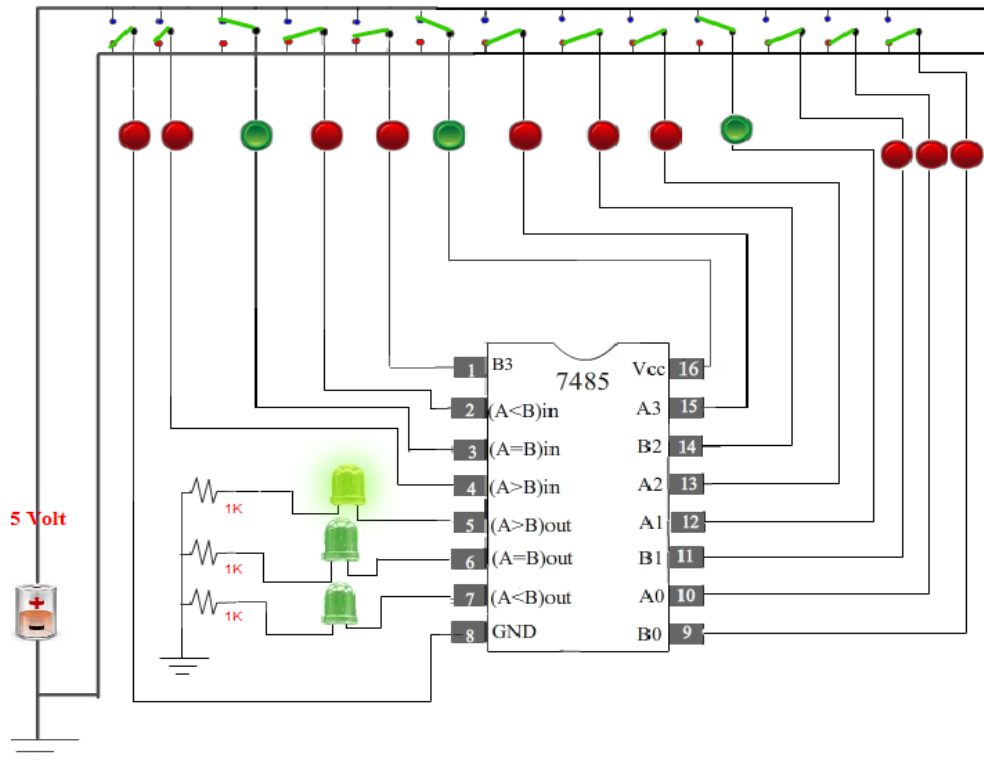 7485
1 B3
Vcc 16
2 (A<B)in
A3 15
3 (A=B)in
B2 14
4 (A>B)in
A2 13
1K
5 Volt
5 (A>B)out
A1 12
6 (A=B)out
B1 11
1K
7 (A<B)out
A0 10
1K
8 GND
B0 9